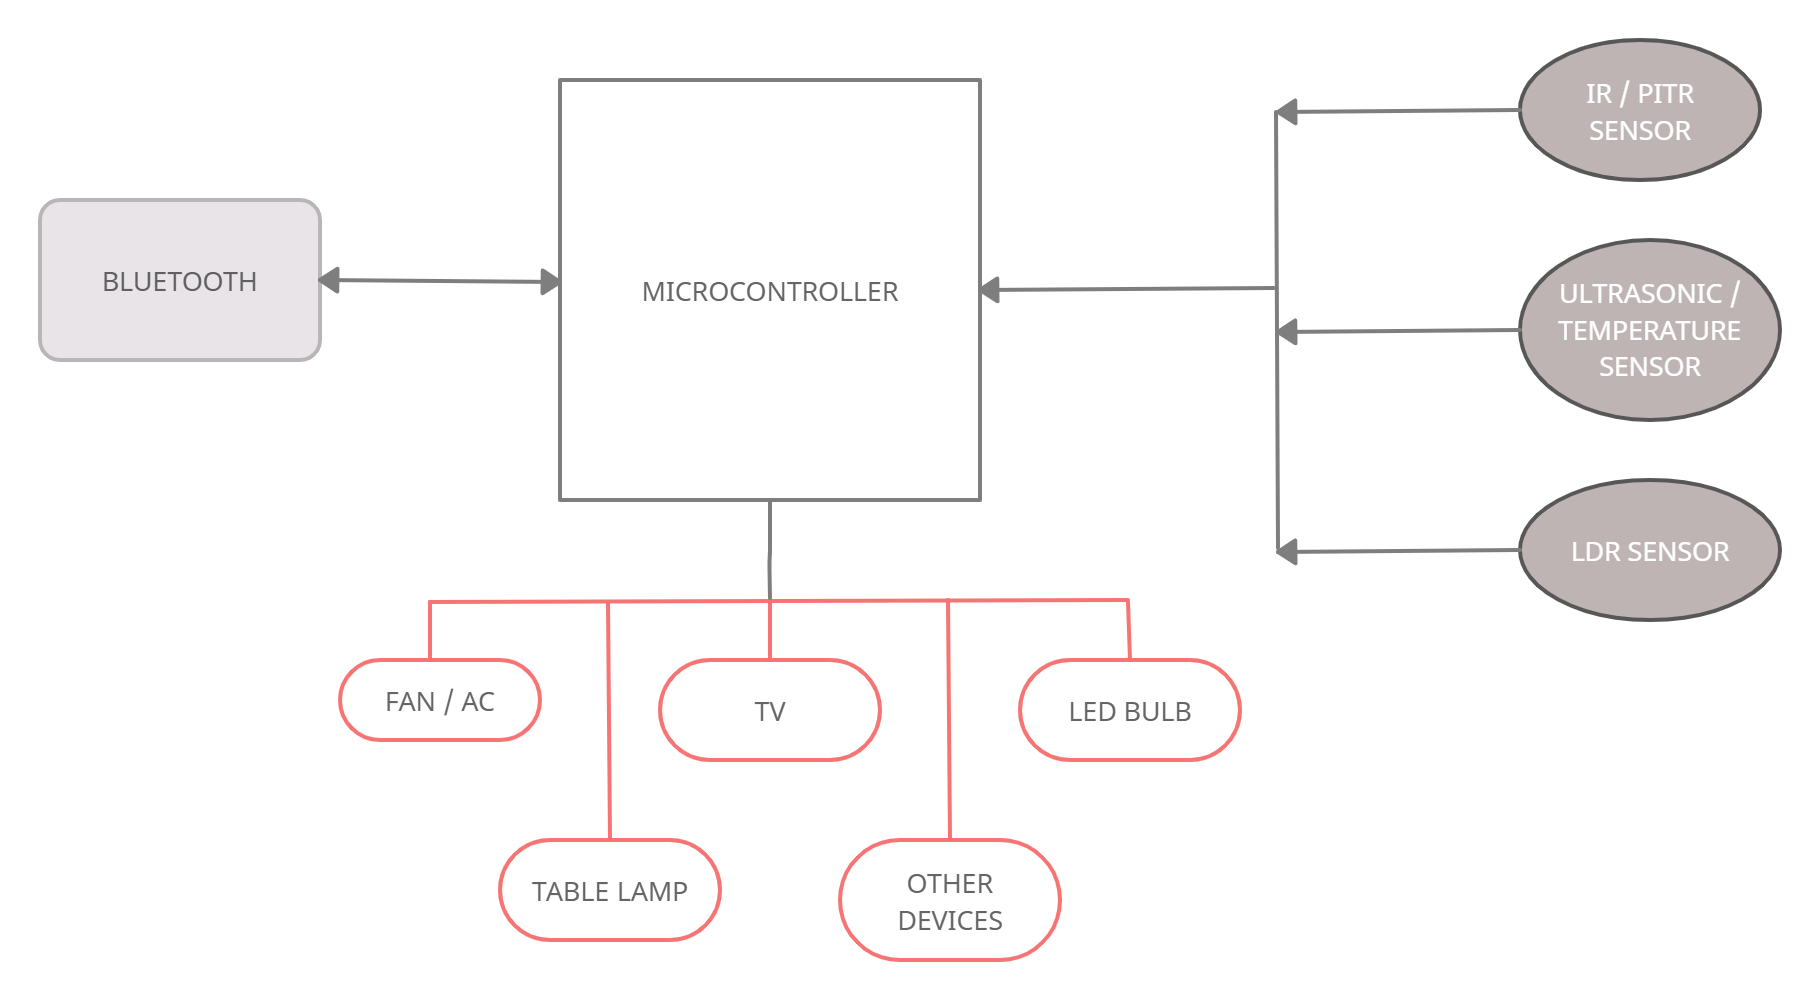 IR / PITR
SENSOR
BLUETOOTH
MICROCONTROLLER
ULTRASONIC /
TEMPERATURE
SENSOR
LDR SENSOR
FAN / AC
TV
LED BULB
TABLE LAMP
OTHER
DEVICES